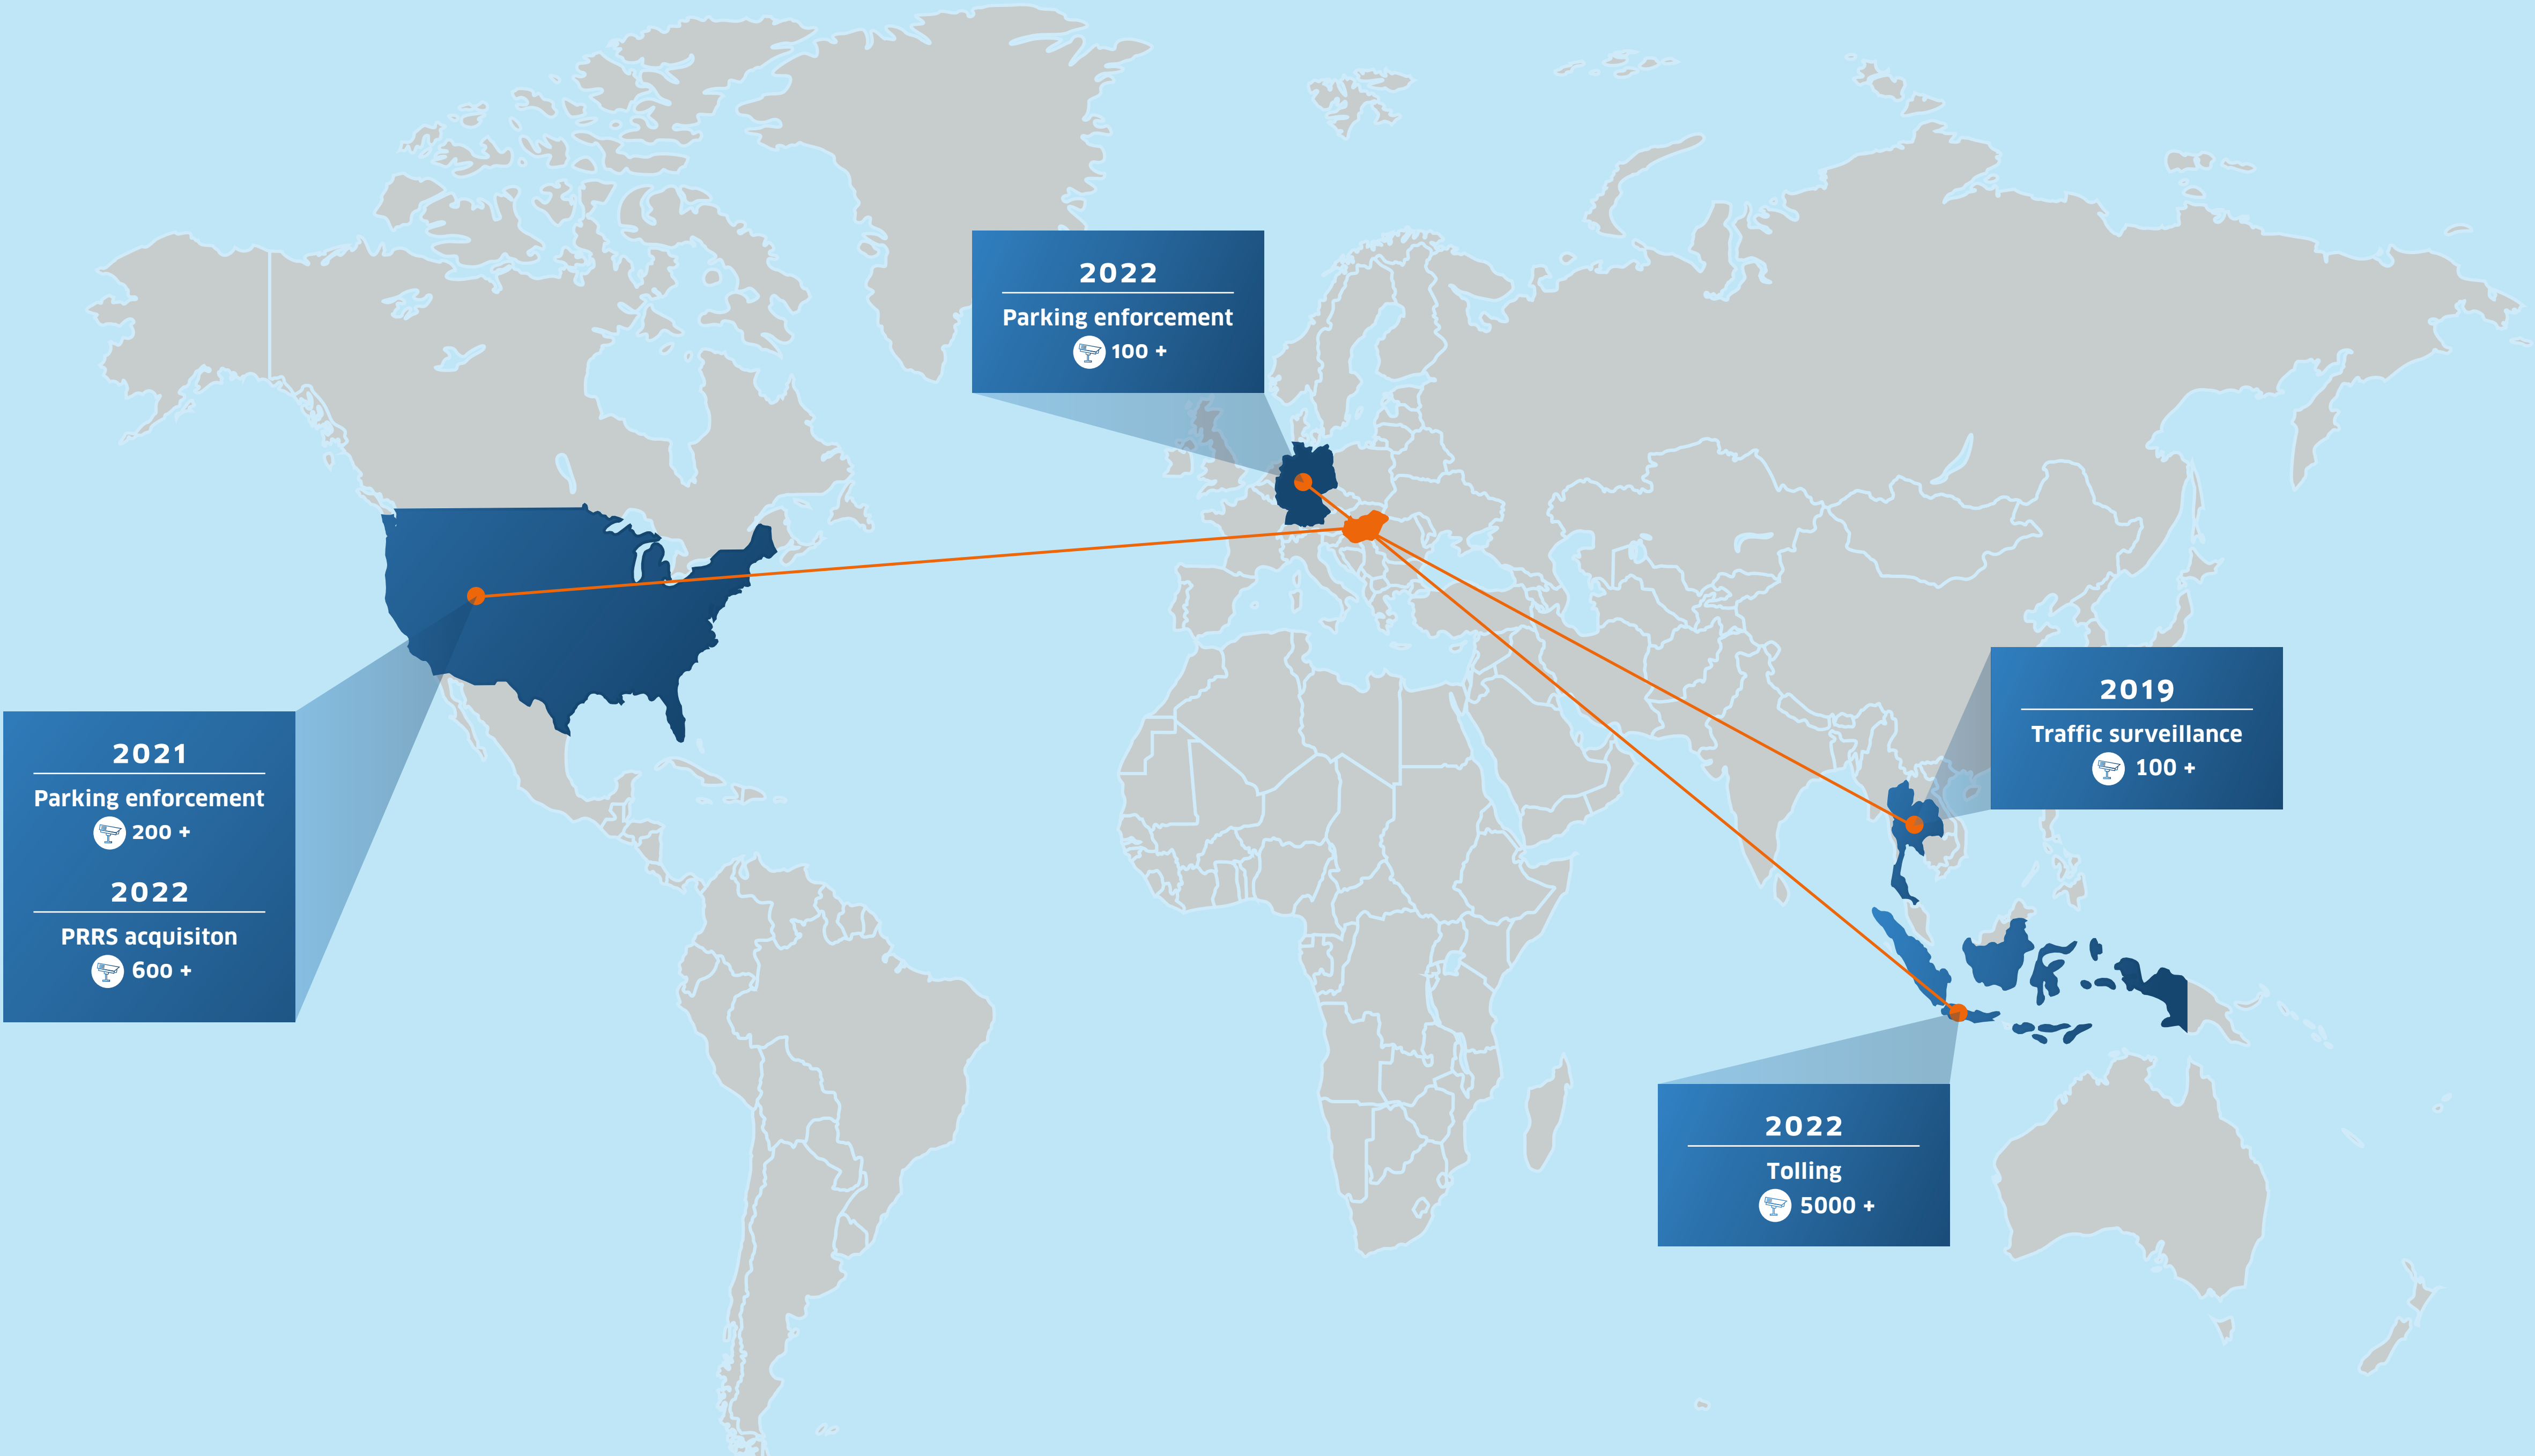 2022
Parking enforcement
100 +
2019
Traffic surveillance
100 +
2021
Parking enforcement
200 +
2022
PRRS acquisiton
600 +
2022
Tolling
5000 +